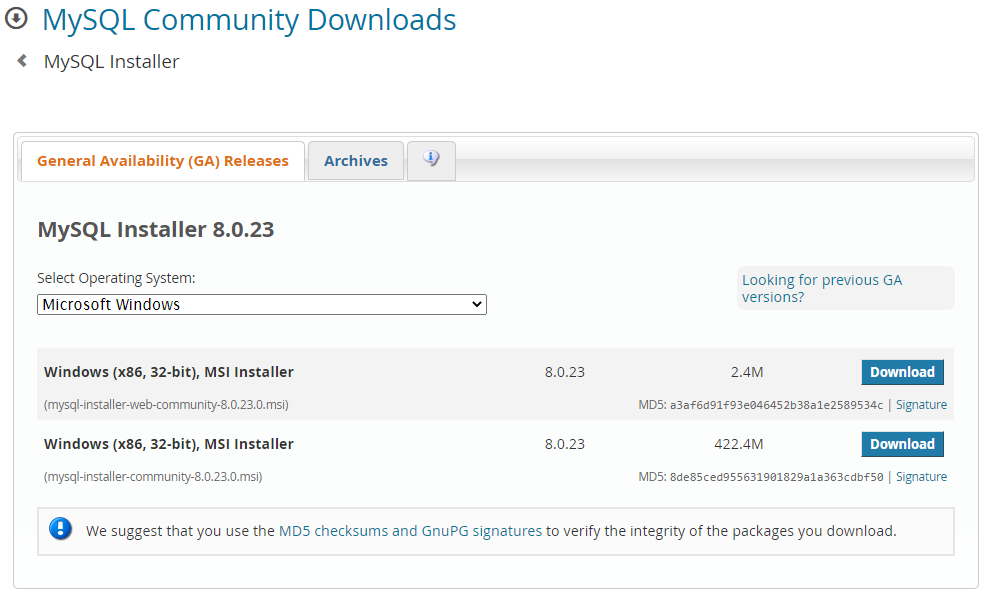 MySQL Community Downloads
MySQL Installer
General Availability (GA) Releases
Archives
MySQL Installer 8.0.23
Select Operating System:
Looking for previous GA
versions?
Microsoft Windows
Windows (x86, 32-bit), MSI Installer 8.0.23 2.4M Download
(mysql-installer-web-community-8.0.23.0.msi) MD5: a3af6d91f93e046452b38a1e2589534c | Signature
Windows (x86, 32-bit), MSI Installer 8.0.23 422.4M Download
(mysql-installer-community-8.0.23.0.msi) MD5: 8de85ced955631901829a1a363cdbf50 | Signature
We suggest that you use the MD5 checksums and GnuPG signatures to verify the integrity of the packages you download.